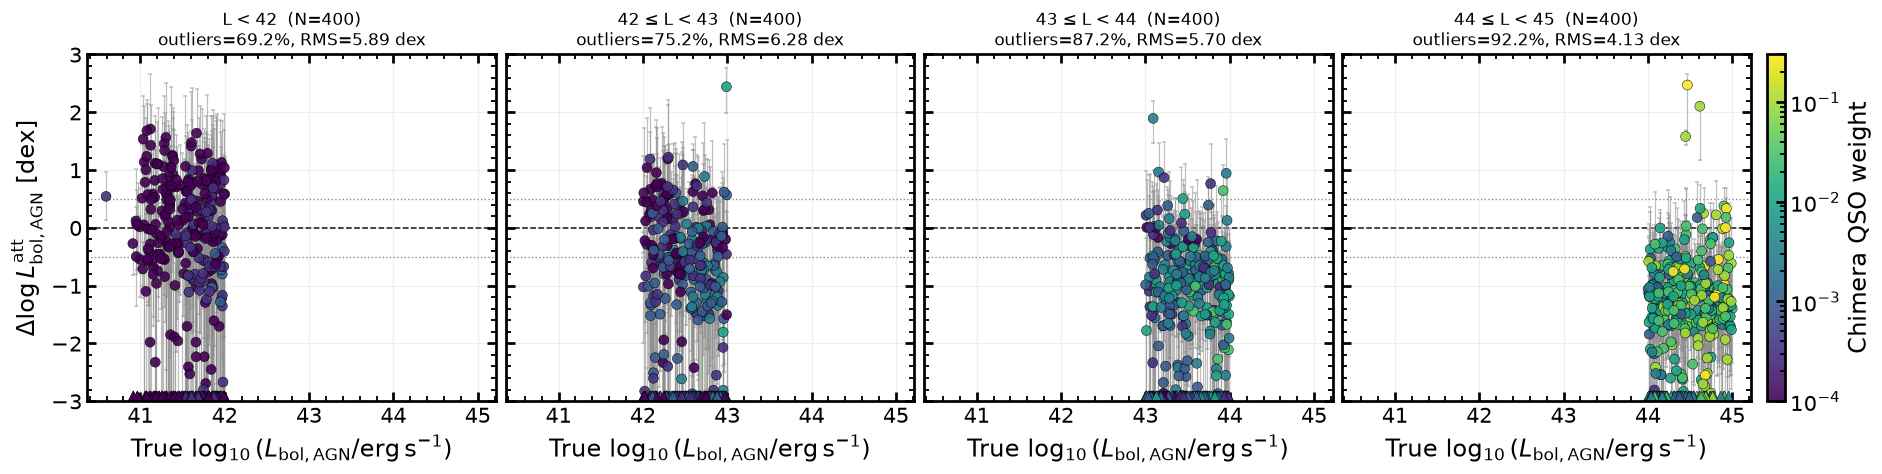 L < 42  (N=400)
outliers=69.2%, RMS=5.89 dex
42 ≤ L < 43  (N=400)
outliers=75.2%, RMS=6.28 dex
43 ≤ L < 44  (N=400)
outliers=87.2%, RMS=5.70 dex
44 ≤ L < 45  (N=400)
outliers=92.2%, RMS=4.13 dex
Δlog L^att_bol, AGN [dex]
3
2
1
0
−1
−2
−3
41 42 43 44 45
41 42 43 44 45
41 42 43 44 45
41 42 43 44 45
True log₁₀ (L_bol, AGN/erg s⁻¹)
True log₁₀ (L_bol, AGN/erg s⁻¹)
True log₁₀ (L_bol, AGN/erg s⁻¹)
True log₁₀ (L_bol, AGN/erg s⁻¹)
10⁻¹
10⁻²
10⁻³
10⁻⁴
Chimera QSO weight